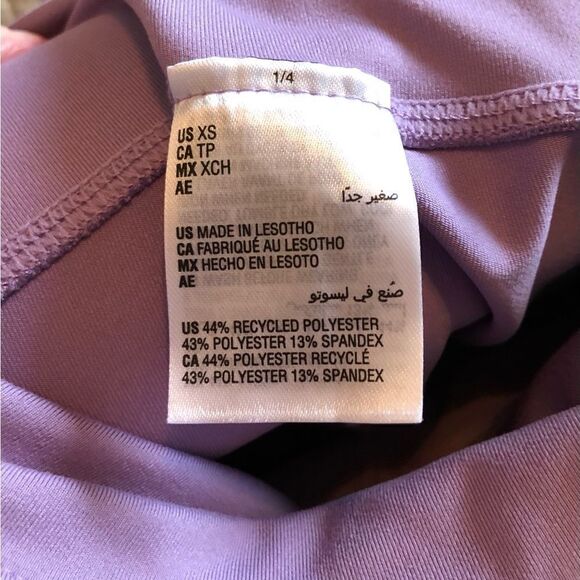 1/4
US XS
CA TP
MX XCH
AE
صغير جدًا
US MADE IN LESOTHO
CA FABRIQUÉ AU LESOTHO
MX HECHO EN LESOTO
AE
صُنع في ليسوتو
US 44% RECYCLED POLYESTER
43% POLYESTER 13% SPANDEX
CA 44% POLYESTER RECYCLÉ
43% POLYESTER 13% SPANDEX